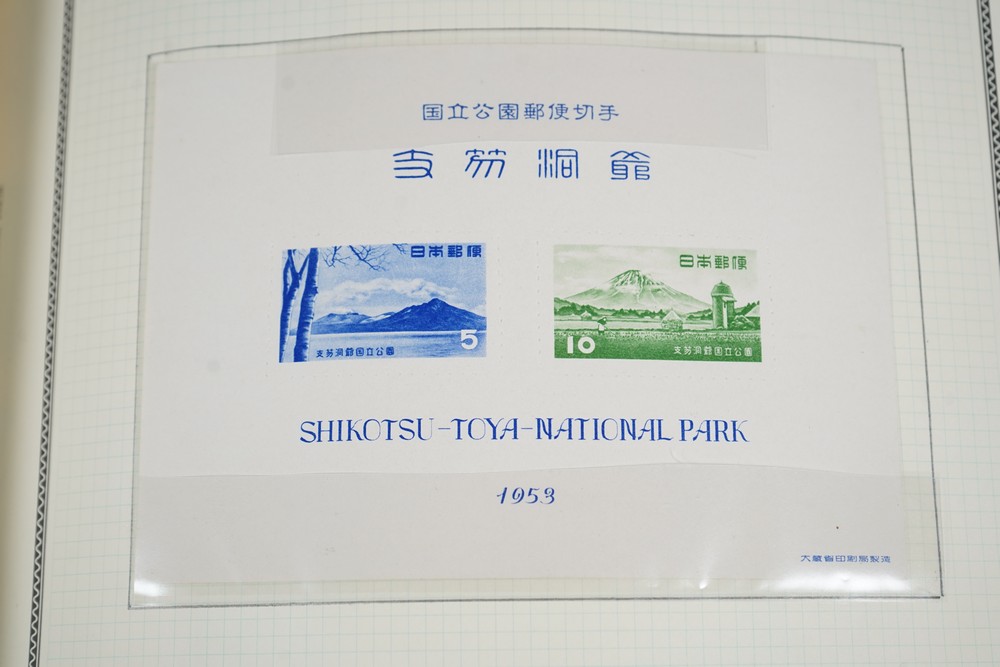 国立公園郵便切手
支笏洞爺
日本郵便
5
支笏洞爺国立公園
日本郵便
10
支笏洞爺国立公園
SHIKOTSU-TOYA-NATIONAL PARK
1953
大蔵省印刷局製造